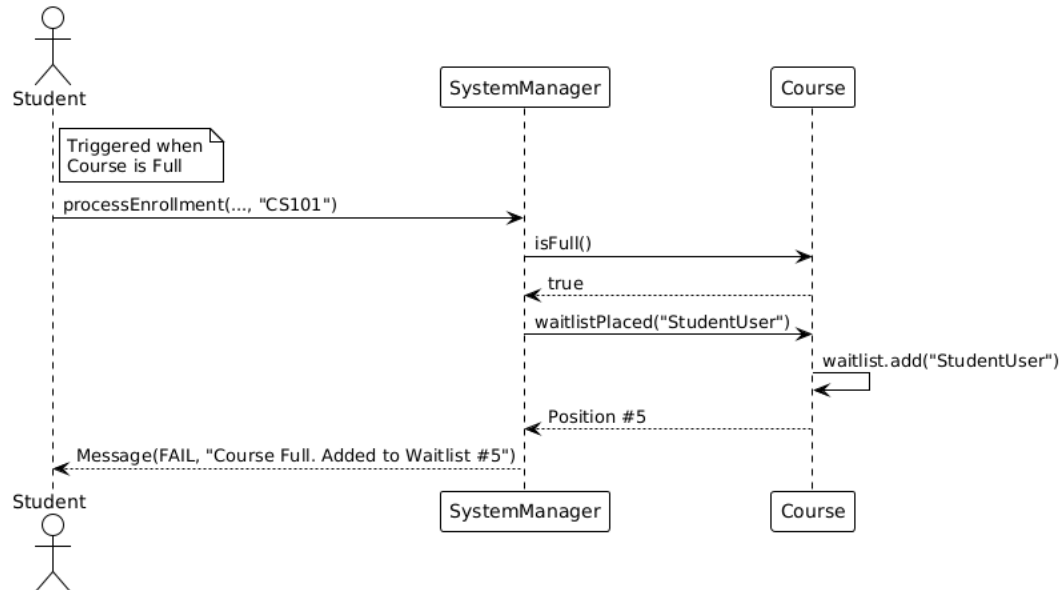 Student
SystemManager
Course
Triggered when
Course is Full
processEnrollment(..., "CS101")
isFull()
true
waitlistPlaced("StudentUser")
waitlist.add("StudentUser")
Position #5
Message(FAIL, "Course Full. Added to Waitlist #5")
Student
SystemManager
Course